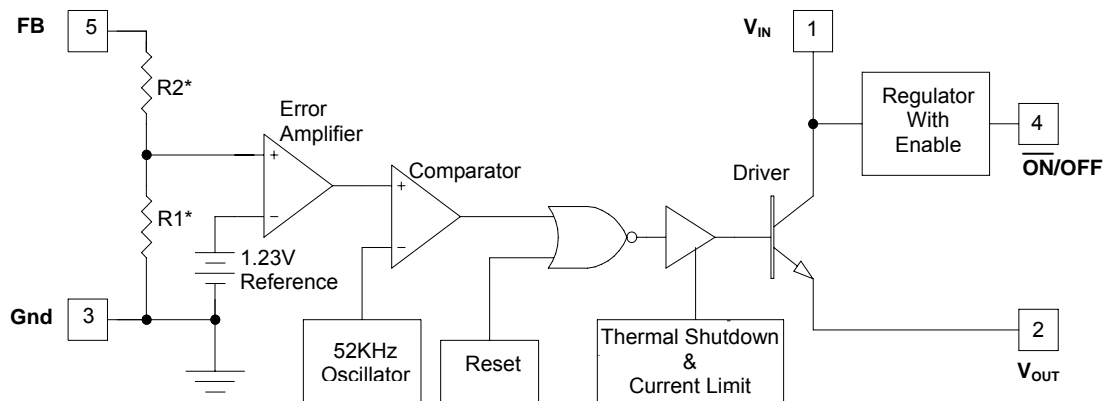 FB
5
R2*
Error
Amplifier
+
−
Comparator
+
−
R1*
1.23V
Reference
Gnd
3
52KHz
Oscillator
Reset
Thermal Shutdown
&
Current Limit
Driver
VIN
1
Regulator
With
Enable
4
ON/OFF
2
VOUT